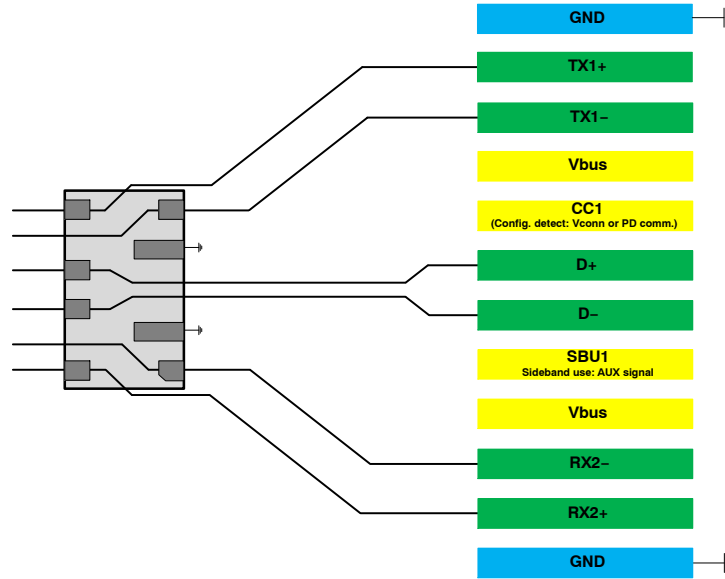 GND
TX1+
TX1−
Vbus
CC1
(Config. detect: Vconn or PD comm.)
D+
D−
SBU1
Sideband use: AUX signal
Vbus
RX2−
RX2+
GND